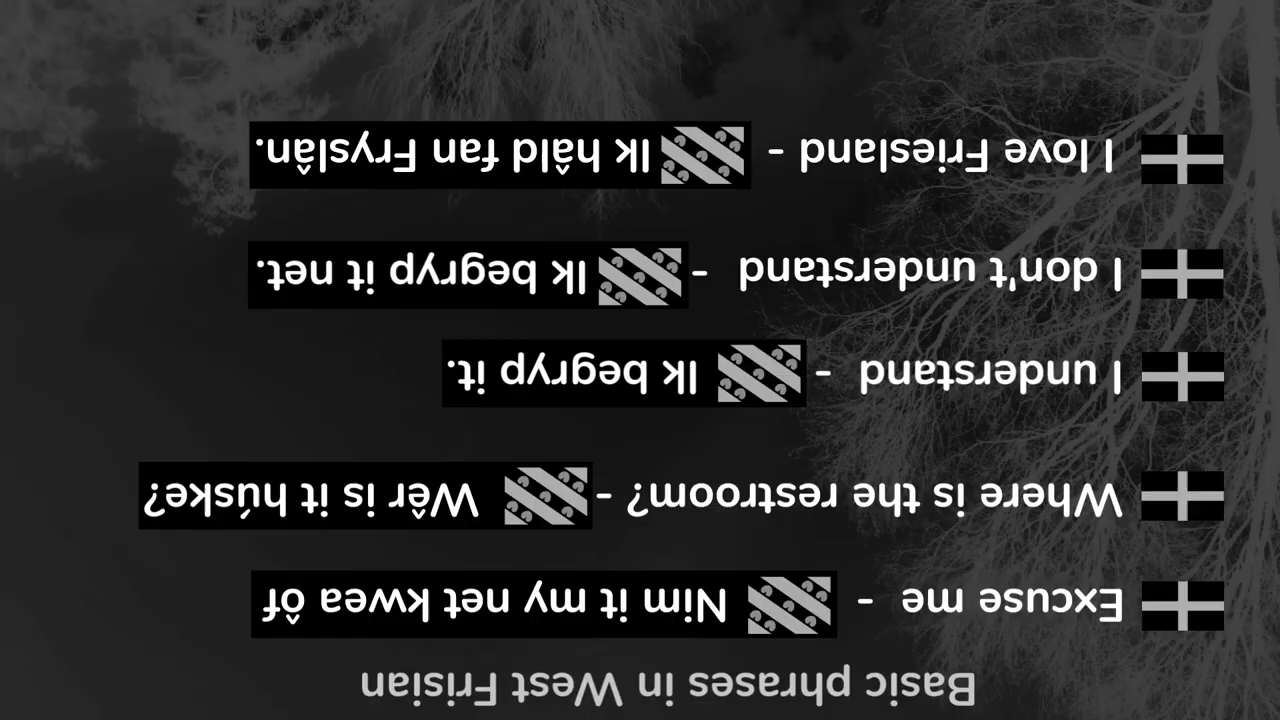 Basic phrases in West Frisian
Excuse me - Nim it my net kwea ôf
Where is the restroom? - Wêr is it húske?
I understand - Ik begryp it.
I don't understand - Ik begryp it net.
I love Friesland - Ik hâld fan Fryslân.